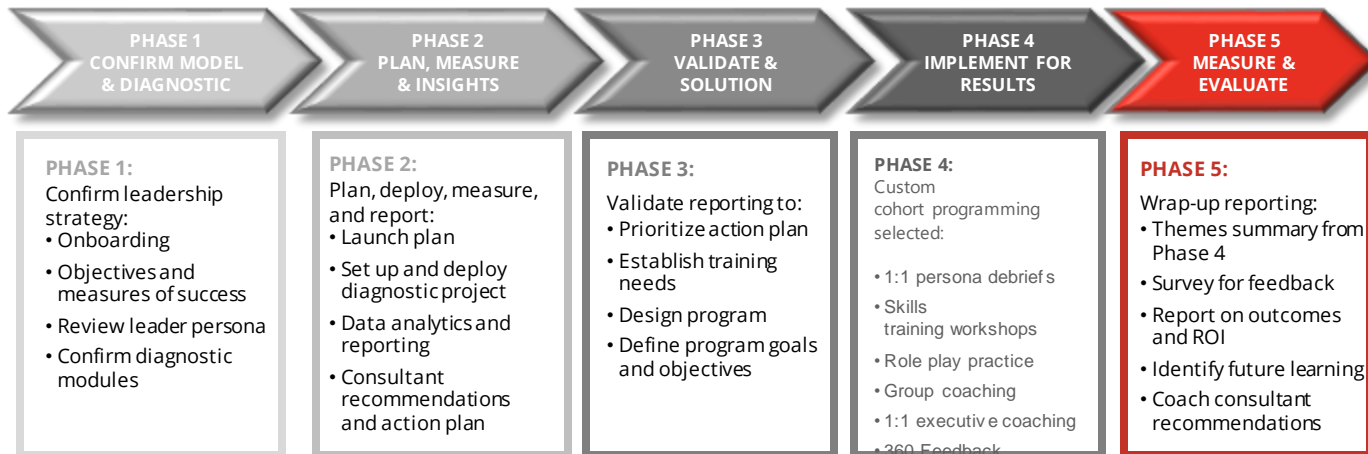 PHASE 1
CONFIRM MODEL
& DIAGNOSTIC
PHASE 2
PLAN, MEASURE
& INSIGHTS
PHASE 3
VALIDATE &
SOLUTION
PHASE 4
IMPLEMENT FOR
RESULTS
PHASE 5
MEASURE &
EVALUATE
PHASE 1:
Confirm leadership
strategy:
• Onboarding
• Objectives and
measures of success
• Review leader persona
• Confirm diagnostic
modules
PHASE 2:
Plan, deploy, measure,
and report:
• Launch plan
• Set up and deploy
diagnostic project
• Data analytics and
reporting
• Consultant
recommendations
and action plan
PHASE 3:
Validate reporting to:
• Prioritize action plan
• Establish training
needs
• Design program
• Define program goals
and objectives
PHASE 4:
Custom
cohort programming
selected:
• 1:1 persona debriefs
• Skills
training workshops
• Role play practice
• Group coaching
• 1:1 executive coaching
• 360 Feedback
PHASE 5:
Wrap-up reporting:
• Themes summary from
Phase 4
• Survey for feedback
• Report on outcomes
and ROI
• Identify future learning
• Coach consultant
recommendations